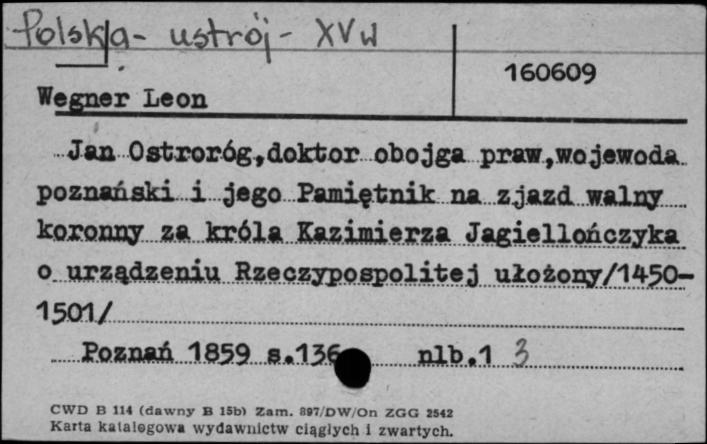 Polska - ustrój - XV w
160609
Wegner Leon
Jan Ostroróg,doktor obojga praw,wojewoda
poznański i jego Pamiętnik na zjazd walny
koronny za króla Kazimierza Jagiellończyka
o urządzeniu Rzeczypospolitej ułożony/1450-
1501/
Poznań 1859 s.136 nlb.1 3
CWD B 114 (dawny B 15b) Zam. 897/DW/On ZGG 2542
Karta katalogowa wydawnictw ciągłych i zwartych.